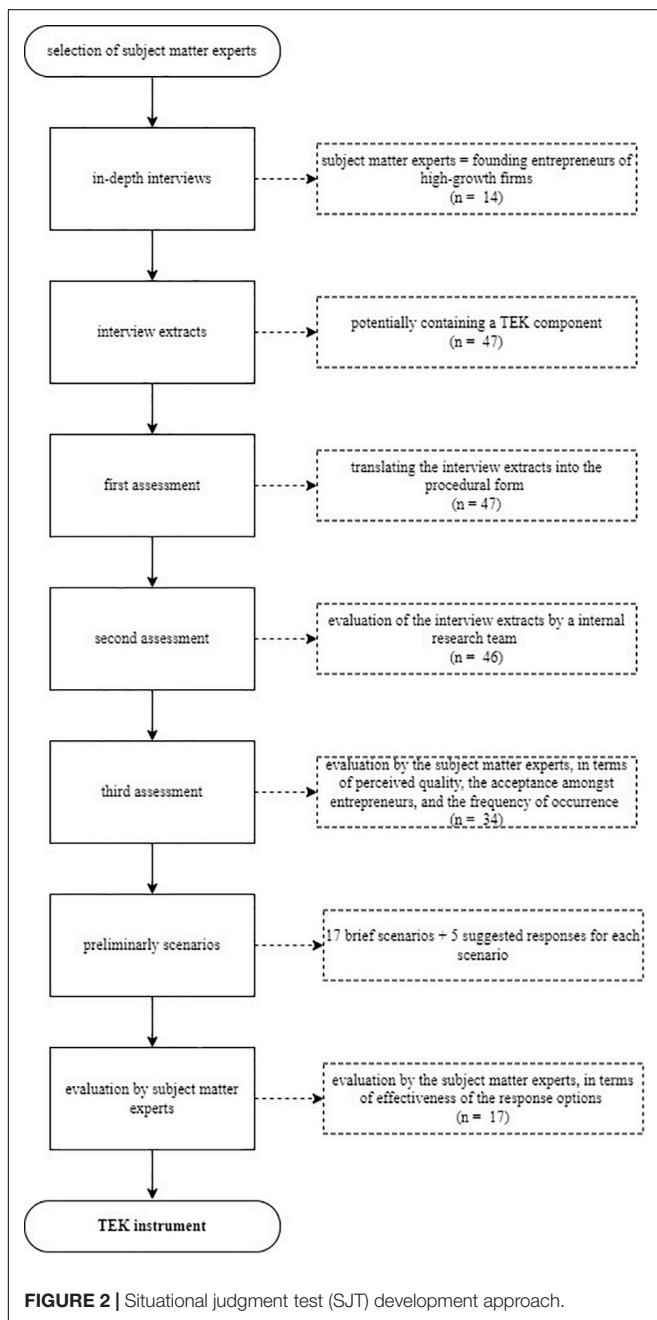 selection of subject matter experts
in-depth interviews
subject matter experts = founding entrepreneurs of
high-growth firms
(n = 14)
interview extracts
potentially containing a TEK component
(n = 47)
first assessment
translating the interview extracts into the
procedural form
(n = 47)
second assessment
evaluation of the interview extracts by a internal
research team
(n = 46)
third assessment
evaluation by the subject matter experts, in terms
of perceived quality, the acceptance amongst
entrepreneurs, and the frequency of occurrence
(n = 34)
preliminarly scenarios
17 brief scenarios + 5 suggested responses for each
scenario
evaluation by subject matter
experts
evaluation by the subject matter experts, in terms
of effectiveness of the response options
(n = 17)
TEK instrument
FIGURE 2 | Situational judgment test (SJT) development approach.